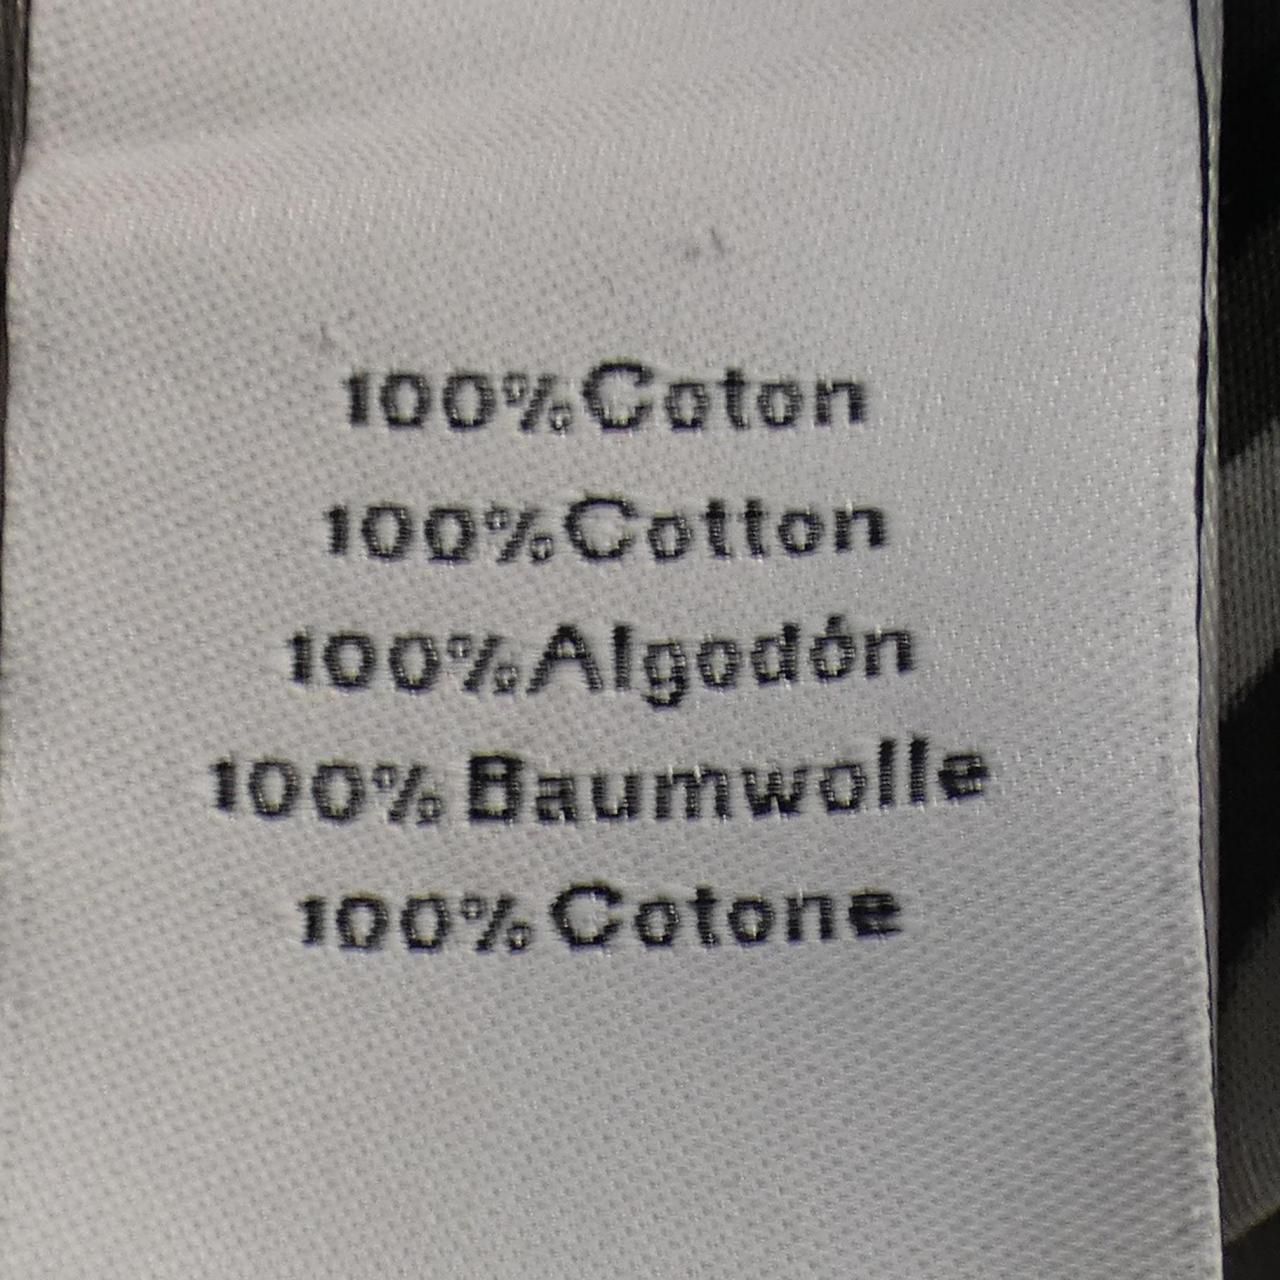 100% Coton
100% Cotton
100% Algodón
100% Baumwolle
100% Cotone